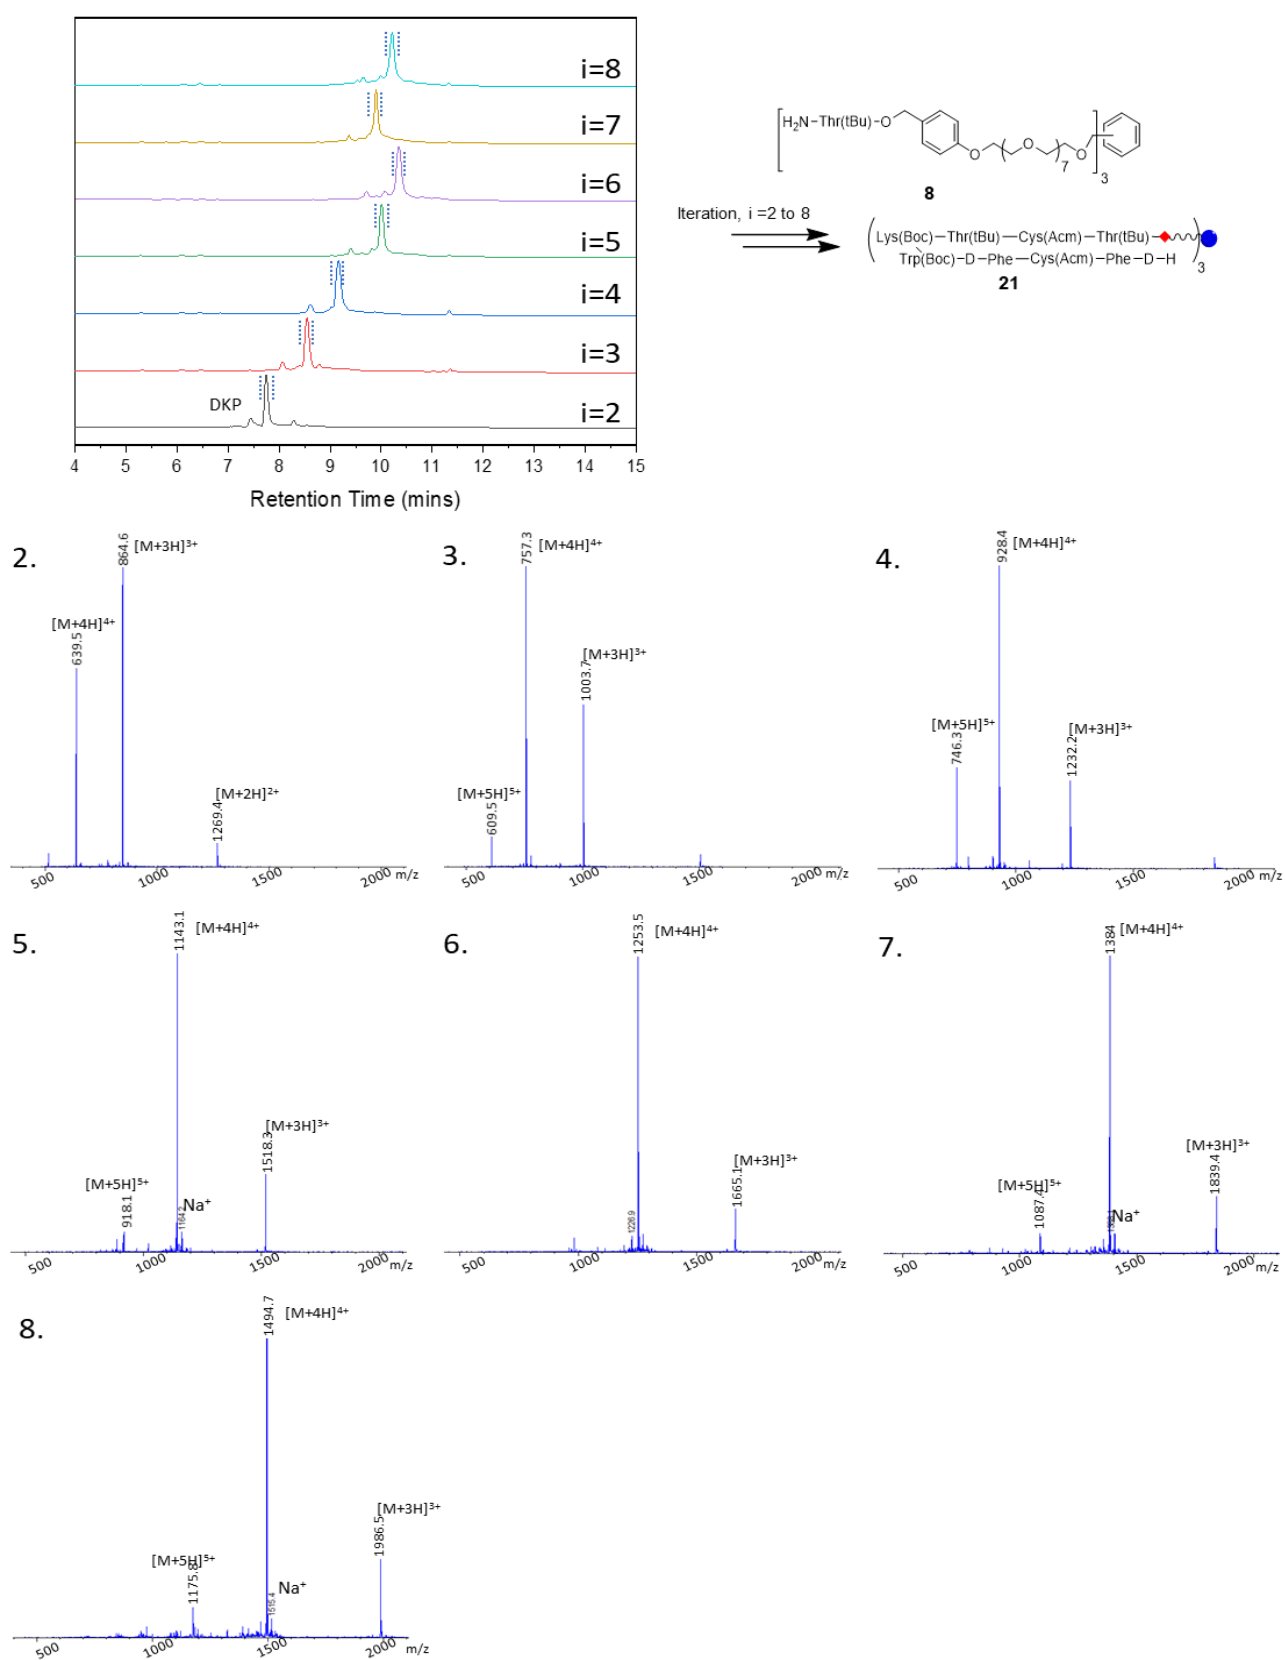 i=8
i=7
i=6
i=5
i=4
i=3
DKP
i=2
4 5 6 7 8 9 10 11 12 13 14 15
Retention Time (mins)
H₂N–Thr(tBu)–O
O
O
7
O
3
8
Iteration, i =2 to 8
Lys(Boc)—Thr(tBu)—Cys(Acm)—Thr(tBu)
Trp(Boc)–D–Phe—Cys(Acm)–Phe–D–H
3
21
2.
864.6 [M+3H]³⁺
[M+4H]⁴⁺
639.5
[M+2H]²⁺
1269.4
500 1000 1500 2000 m/z
3.
757.3 [M+4H]⁴⁺
[M+3H]³⁺
1003.7
[M+5H]⁵⁺
609.5
500 1000 1500 2000 m/z
4.
928.4 [M+4H]⁴⁺
[M+5H]⁵⁺
746.3
[M+3H]³⁺
1232.2
500 1000 1500 2000 m/z
5.
1143.1 [M+4H]⁴⁺
[M+3H]³⁺
1518.3
[M+5H]⁵⁺
918.1
Na⁺
1164.2
500 1000 1500 2000 m/z
6.
1253.5 [M+4H]⁴⁺
[M+3H]³⁺
1665.1
1226.9
500 1000 1500 2000 m/z
7.
1384 [M+4H]⁴⁺
[M+3H]³⁺
1839.4
[M+5H]⁵⁺
1087.4
Na⁺
500 1000 1500 2000 m/z
8.
1494.7 [M+4H]⁴⁺
[M+3H]³⁺
1986.5
[M+5H]⁵⁺
1175.8
Na⁺
1515.4
500 1000 1500 2000 m/z